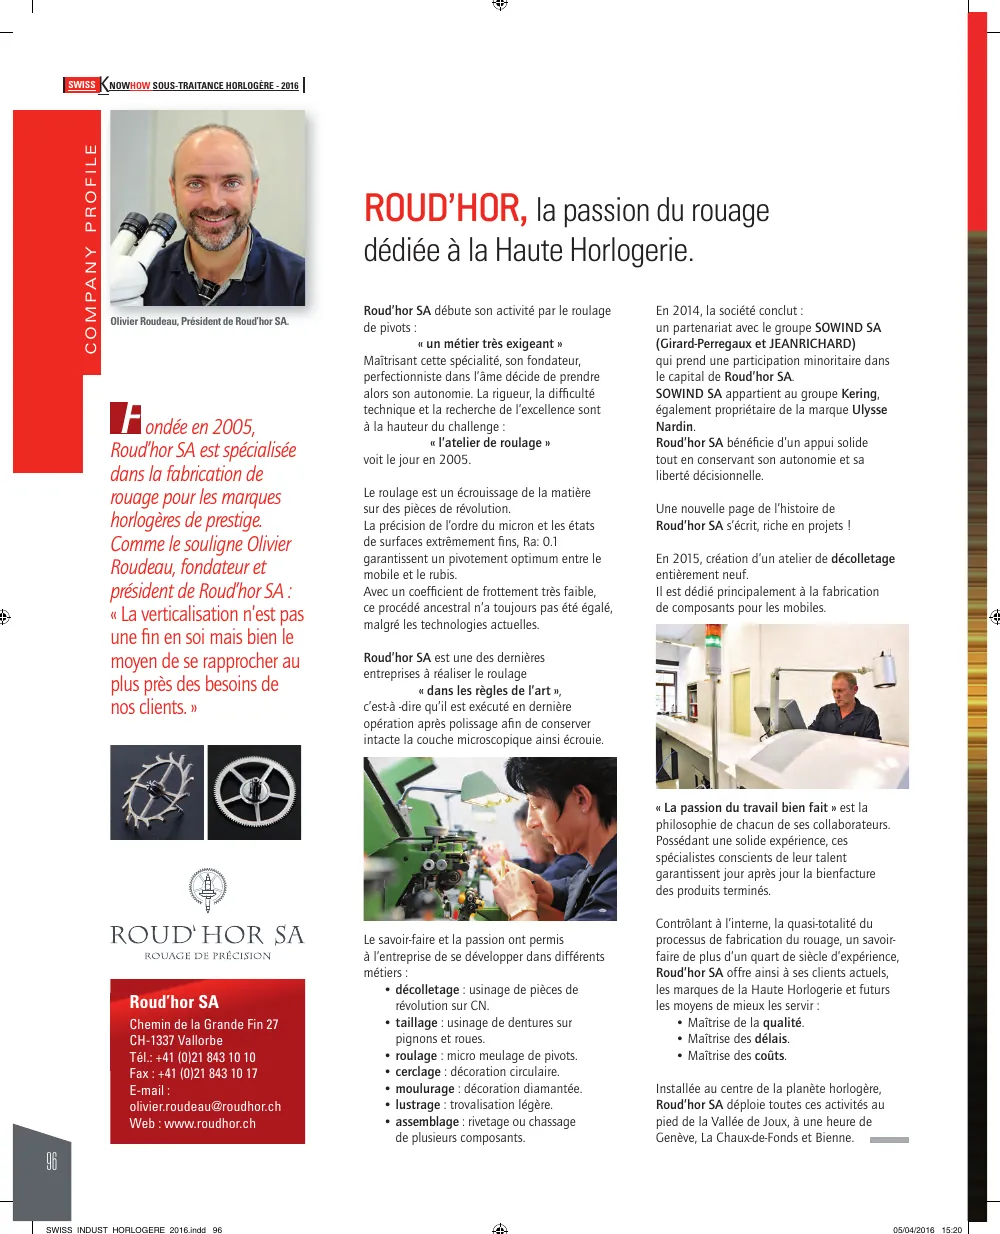 SWISS KNOWHOW SOUS-TRAITANCE HORLOGÈRE - 2016
COMPANY PROFILE
Olivier Roudeau, Président de Roud'hor SA.
Fondée en 2005,
Roud'hor SA est spécialisée
dans la fabrication de
rouage pour les marques
horlogères de prestige.
Comme le souligne Olivier
Roudeau, fondateur et
président de Roud'hor SA :
« La verticalisation n'est pas
une fin en soi mais bien le
moyen de se rapprocher au
plus près des besoins de
nos clients. »
ROUD'HOR SA
ROUAGE DE PRÉCISION
Roud'hor SA
Chemin de la Grande Fin 27
CH-1337 Vallorbe
Tél.: +41 (0)21 843 10 10
Fax : +41 (0)21 843 10 17
E-mail :
olivier.roudeau@roudhor.ch
Web : www.roudhor.ch
ROUD'HOR, la passion du rouage
dédiée à la Haute Horlogerie.
Roud'hor SA débute son activité par le roulage
de pivots :
« un métier très exigeant »
Maîtrisant cette spécialité, son fondateur,
perfectionniste dans l'âme décide de prendre
alors son autonomie. La rigueur, la difficulté
technique et la recherche de l'excellence sont
à la hauteur du challenge :
« l'atelier de roulage »
voit le jour en 2005.
Le roulage est un écrouissage de la matière
sur des pièces de révolution.
La précision de l'ordre du micron et les états
de surfaces extrêmement fins, Ra: 0.1
garantissent un pivotement optimum entre le
mobile et le rubis.
Avec un coefficient de frottement très faible,
ce procédé ancestral n'a toujours pas été égalé,
malgré les technologies actuelles.
Roud'hor SA est une des dernières
entreprises à réaliser le roulage
« dans les règles de l'art »,
c'est-à -dire qu'il est exécuté en dernière
opération après polissage afin de conserver
intacte la couche microscopique ainsi écrouie.
Le savoir-faire et la passion ont permis
à l'entreprise de se développer dans différents
métiers :
• décolletage : usinage de pièces de
révolution sur CN.
• taillage : usinage de dentures sur
pignons et roues.
• roulage : micro meulage de pivots.
• cerclage : décoration circulaire.
• moulurage : décoration diamantée.
• lustrage : trovalisation légère.
• assemblage : rivetage ou chassage
de plusieurs composants.
En 2014, la société conclut :
un partenariat avec le groupe SOWIND SA
(Girard-Perregaux et JEANRICHARD)
qui prend une participation minoritaire dans
le capital de Roud'hor SA.
SOWIND SA appartient au groupe Kering,
également propriétaire de la marque Ulysse
Nardin.
Roud'hor SA bénéficie d'un appui solide
tout en conservant son autonomie et sa
liberté décisionnelle.
Une nouvelle page de l'histoire de
Roud'hor SA s'écrit, riche en projets !
En 2015, création d'un atelier de décolletage
entièrement neuf.
Il est dédié principalement à la fabrication
de composants pour les mobiles.
« La passion du travail bien fait » est la
philosophie de chacun de ses collaborateurs.
Possédant une solide expérience, ces
spécialistes conscients de leur talent
garantissent jour après jour la bienfacture
des produits terminés.
Contrôlant à l'interne, la quasi-totalité du
processus de fabrication du rouage, un savoir-
faire de plus d'un quart de siècle d'expérience,
Roud'hor SA offre ainsi à ses clients actuels,
les marques de la Haute Horlogerie et futurs
les moyens de mieux les servir :
• Maîtrise de la qualité.
• Maîtrise des délais.
• Maîtrise des coûts.
Installée au centre de la planète horlogère,
Roud'hor SA déploie toutes ces activités au
pied de la Vallée de Joux, à une heure de
Genève, La Chaux-de-Fonds et Bienne.
96
SWISS INDUST HORLOGERE 2016.indd 96
05/04/2016 15:20